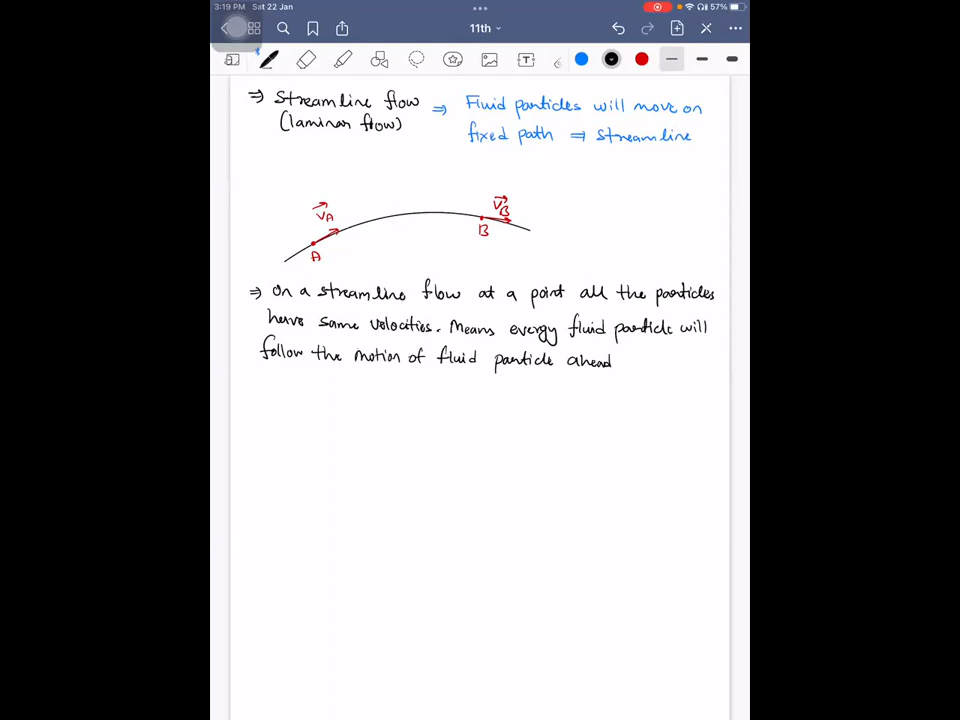 3:19 PM Sat 22 Jan
57%
11th
⇒ Streamline flow ⇒ Fluid particles will move on
(laminar flow) fixed path ⇒ streamline
V⃗A
V⃗B
B
A
⇒ On a streamline flow at a point all the particles
have same velocities. Means evergy fluid particle will
follow the motion of fluid particle ahead